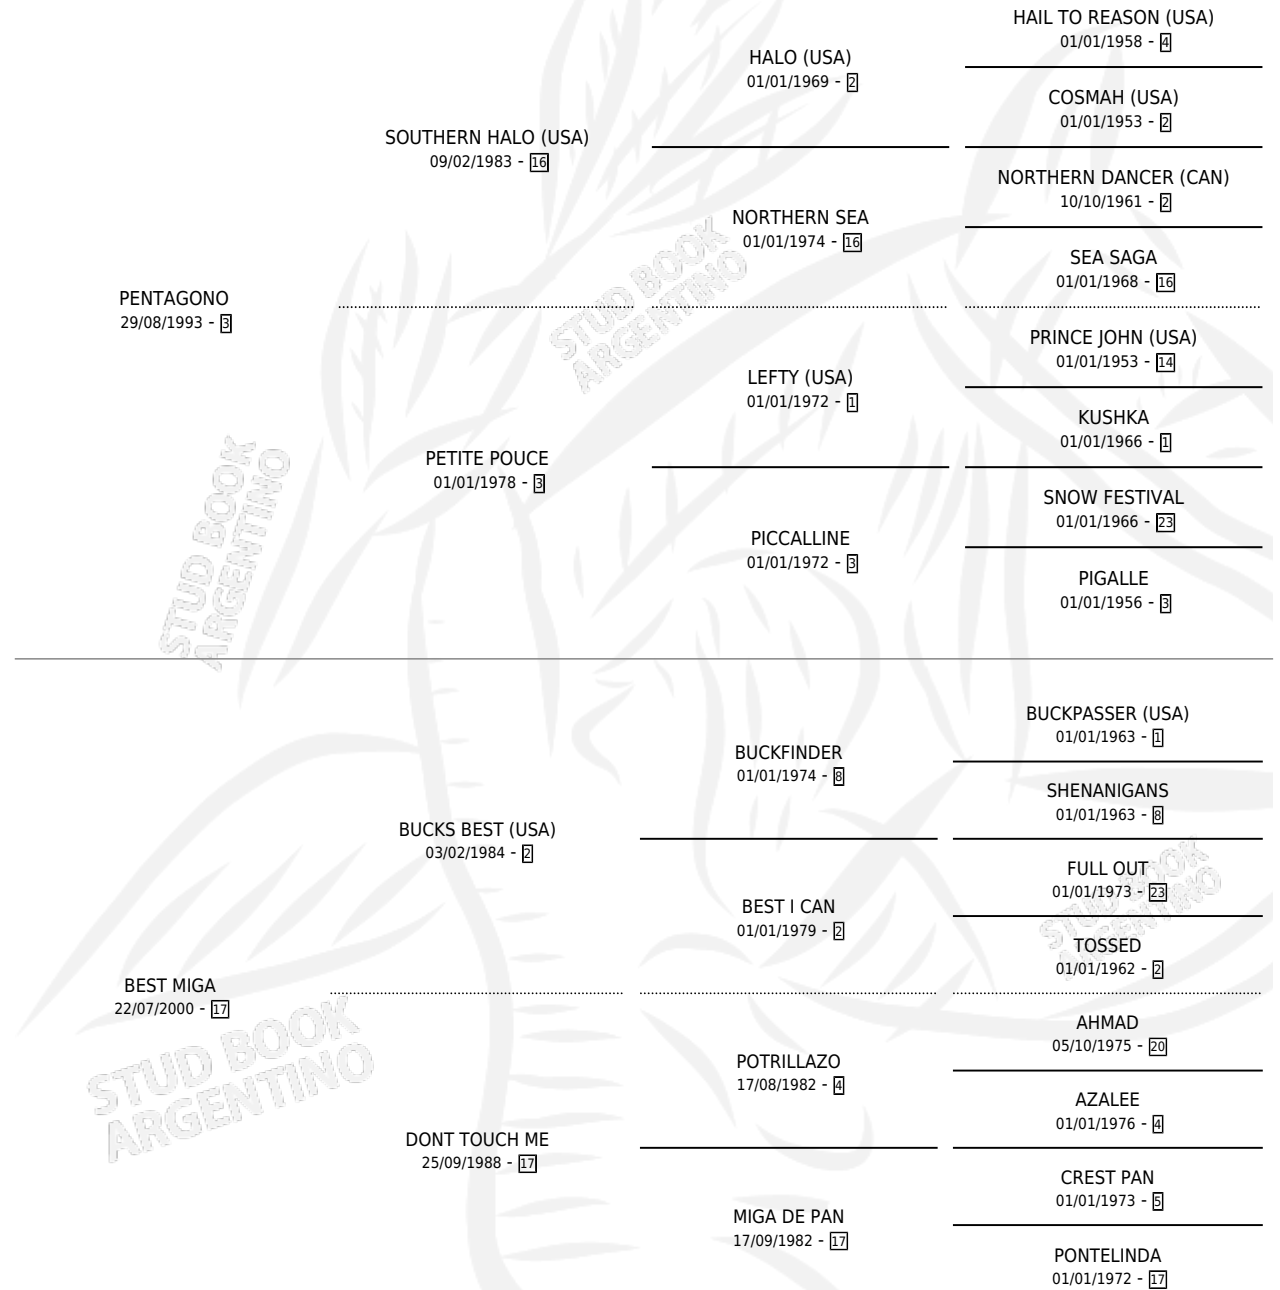 HAIL TO REASON (USA)
01/01/1958 - 4
HALO (USA)
01/01/1969 - 2
COSMAH (USA)
01/01/1953 - 2
SOUTHERN HALO (USA)
09/02/1983 - 16
NORTHERN DANCER (CAN)
10/10/1961 - 2
NORTHERN SEA
01/01/1974 - 16
SEA SAGA
01/01/1968 - 16
PENTAGONO
29/08/1993 - 3
PRINCE JOHN (USA)
01/01/1953 - 14
LEFTY (USA)
01/01/1972 - 1
KUSHKA
01/01/1966 - 1
PETITE POUCE
01/01/1978 - 3
SNOW FESTIVAL
01/01/1966 - 23
PICCALLINE
01/01/1972 - 3
PIGALLE
01/01/1956 - 3
BUCKPASSER (USA)
01/01/1963 - 1
BUCKFINDER
01/01/1974 - 8
SHENANIGANS
01/01/1963 - 8
BUCKS BEST (USA)
03/02/1984 - 2
FULL OUT
01/01/1973 - 23
BEST I CAN
01/01/1979 - 2
TOSSED
01/01/1962 - 2
BEST MIGA
22/07/2000 - 17
AHMAD
05/10/1975 - 20
POTRILLAZO
17/08/1982 - 4
AZALEE
01/01/1976 - 4
DONT TOUCH ME
25/09/1988 - 17
CREST PAN
01/01/1973 - 5
MIGA DE PAN
17/09/1982 - 17
PONTELINDA
01/01/1972 - 17
STUD BOOK
ARGENTINO
STUD BOOK
ARGENTINO
STUD BOOK
ARGENTINO
STUD BOOK
ARGENTINO